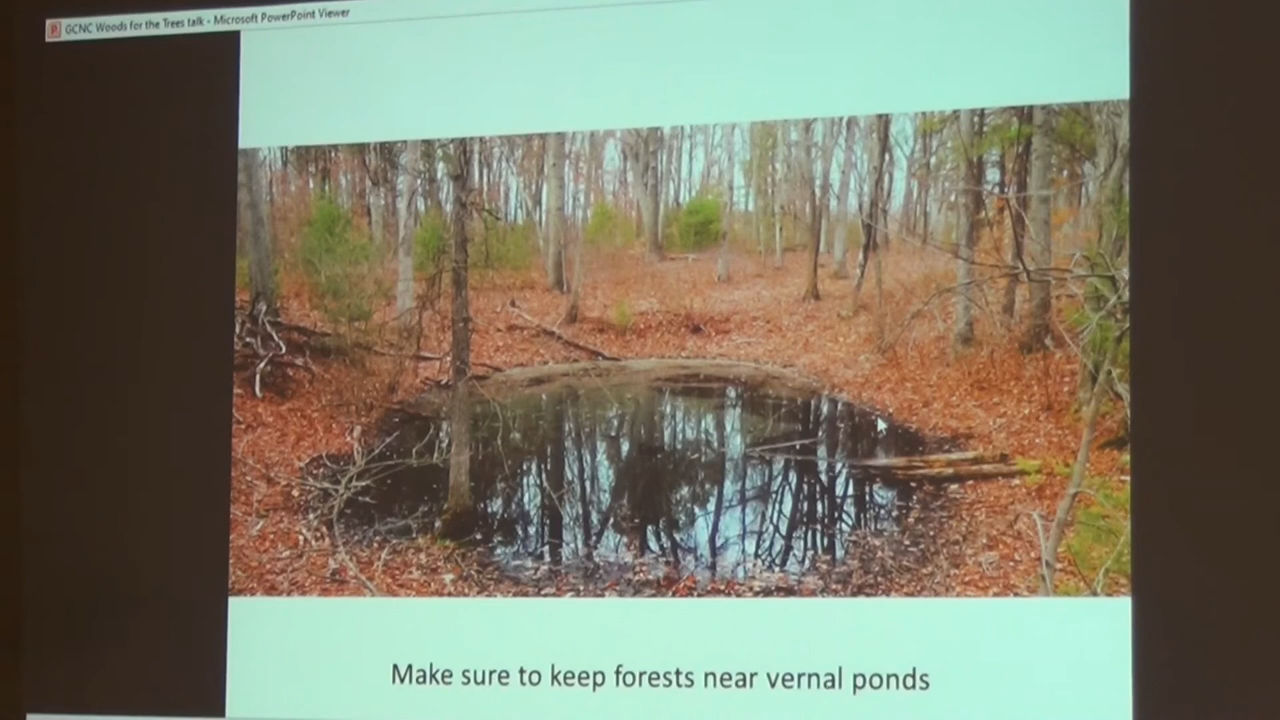 GCNC Woods for the Trees talk - Microsoft PowerPoint Viewer
Make sure to keep forests near vernal ponds